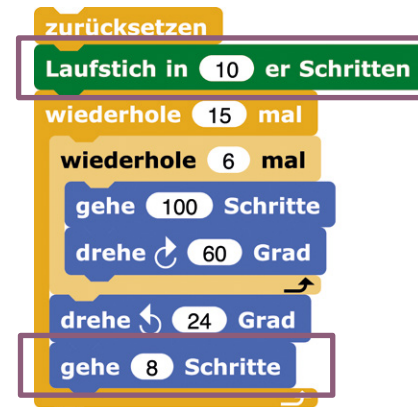 zurücksetzen
Laufstich in 10 er Schritten
wiederhole 15 mal
wiederhole 6 mal
gehe 100 Schritte
drehe 60 Grad
drehe 24 Grad
gehe 8 Schritte